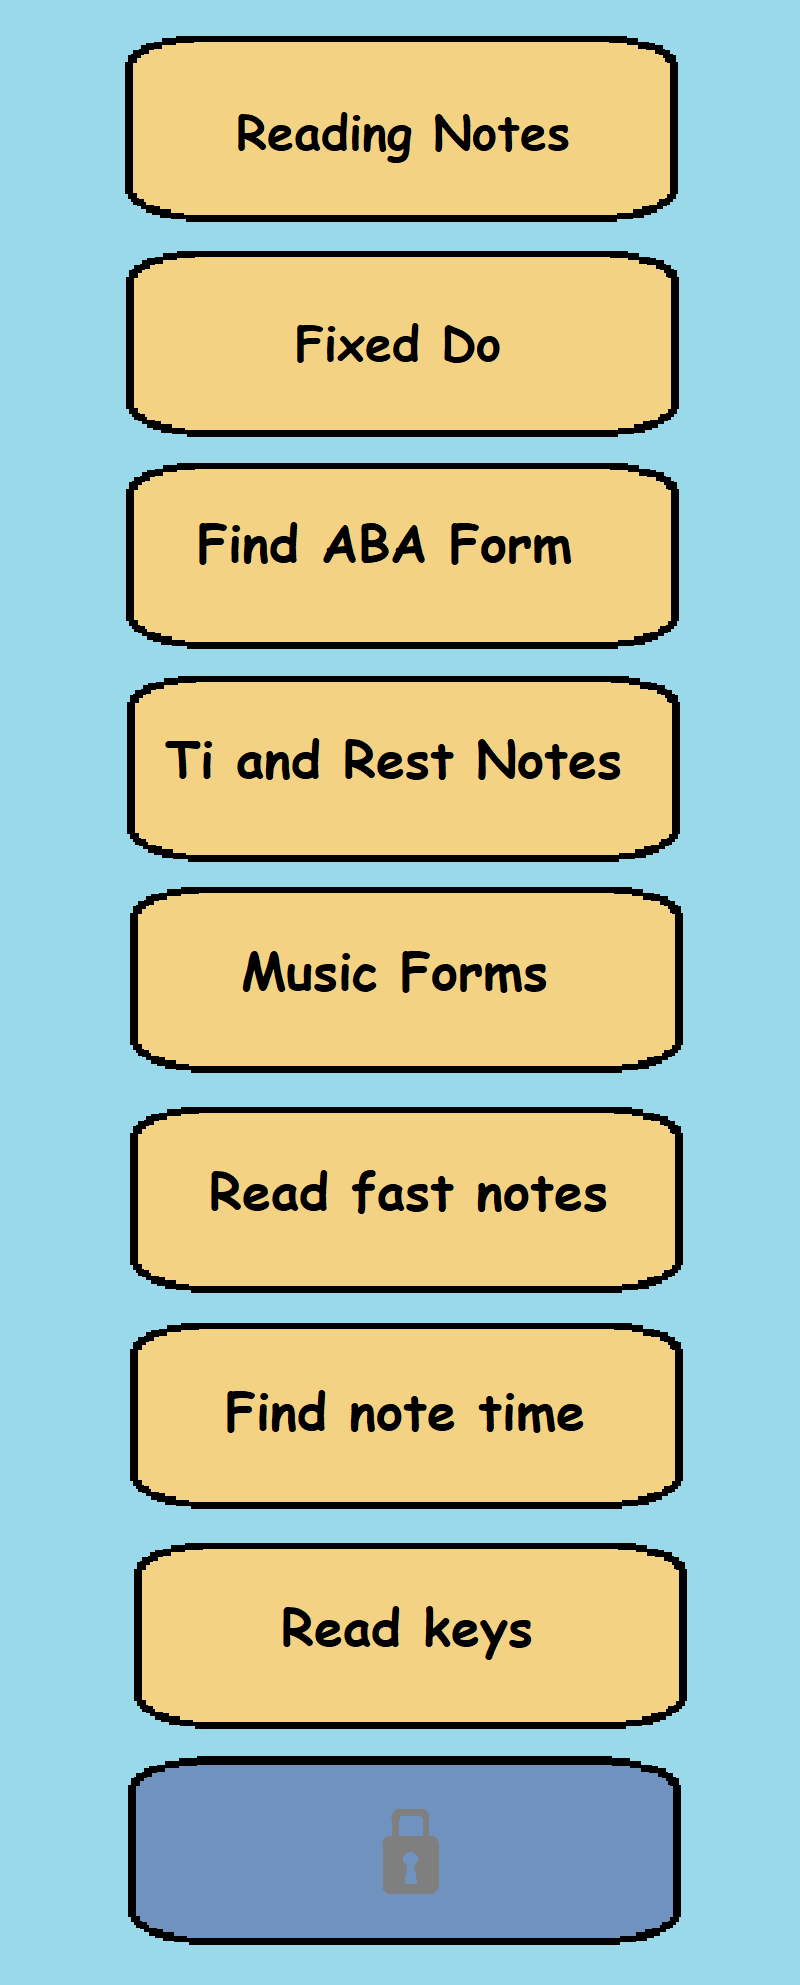 Reading Notes
Fixed Do
Find ABA Form
Ti and Rest Notes
Music Forms
Read fast notes
Find note time
Read keys